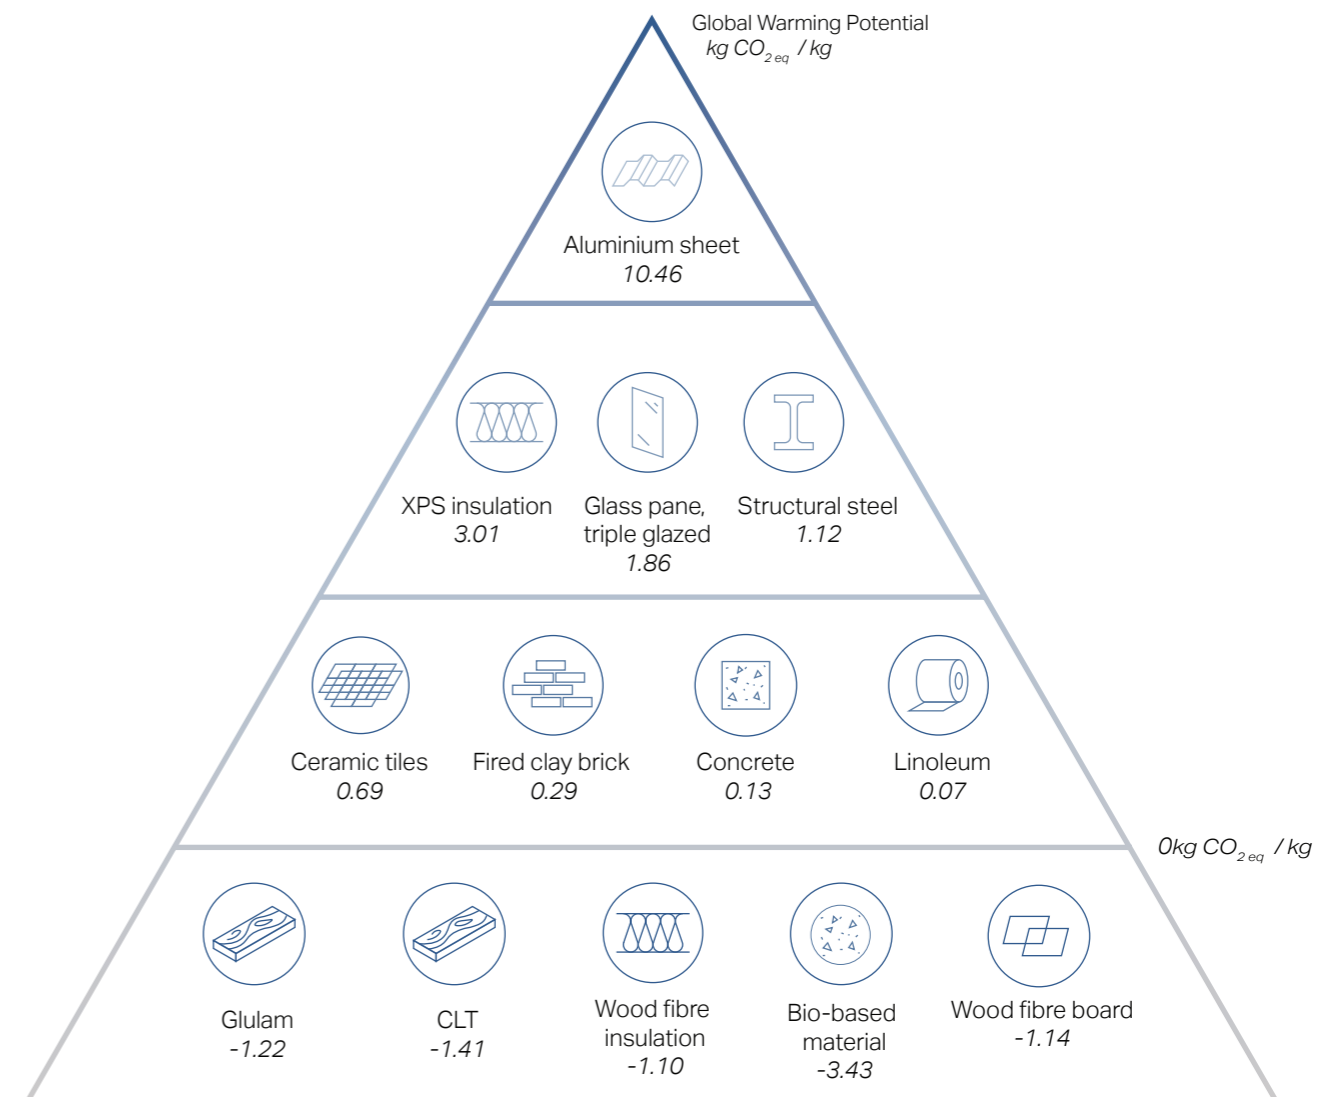 Global Warming Potential
kg CO2 eq / kg
Aluminium sheet
10.46
XPS insulation
3.01
Glass pane,
triple glazed
1.86
Structural steel
1.12
Ceramic tiles
0.69
Fired clay brick
0.29
Concrete
0.13
Linoleum
0.07
0kg CO2 eq / kg
Glulam
-1.22
CLT
-1.41
Wood fibre
insulation
-1.10
Bio-based
material
-3.43
Wood fibre board
-1.14